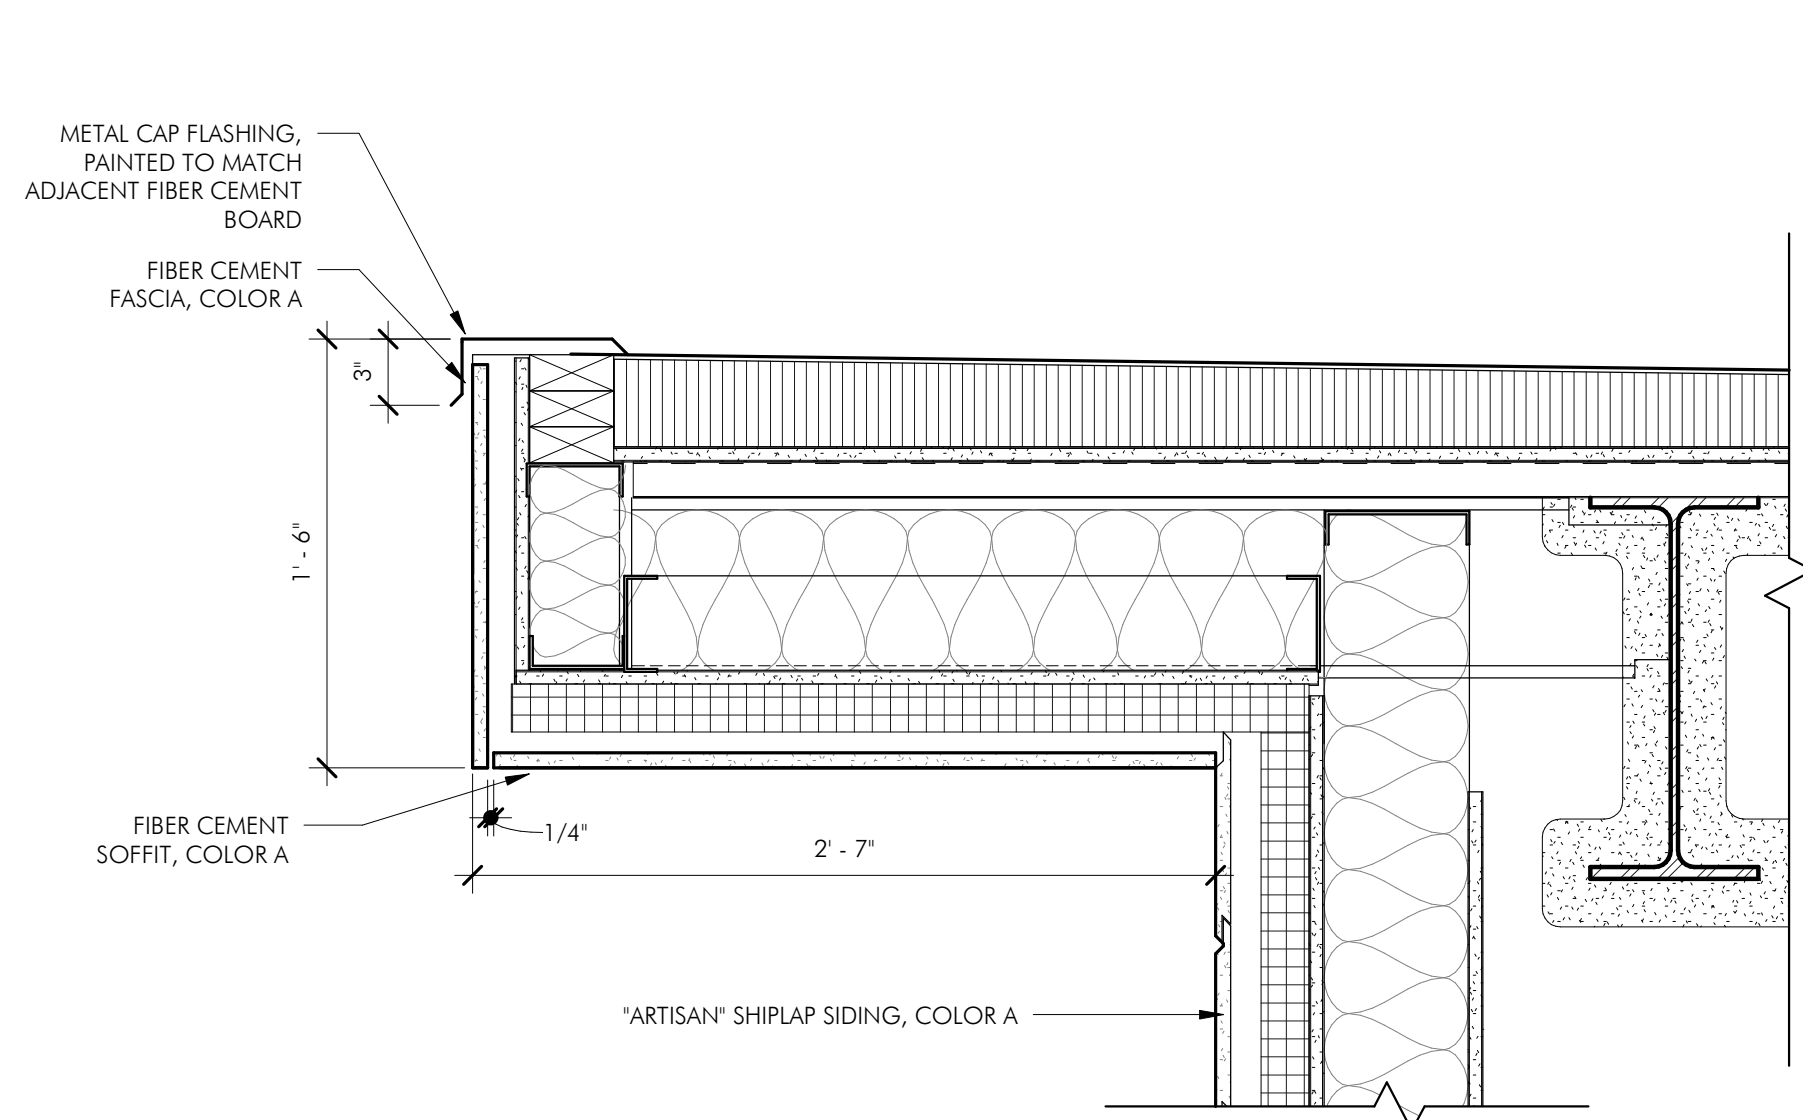 METAL CAP FLASHING,
PAINTED TO MATCH
ADJACENT FIBER CEMENT
BOARD
FIBER CEMENT
FASCIA, COLOR A
3"
1' - 6"
FIBER CEMENT
SOFFIT, COLOR A
1/4"
2' - 7"
"ARTISAN" SHIPLAP SIDING, COLOR A